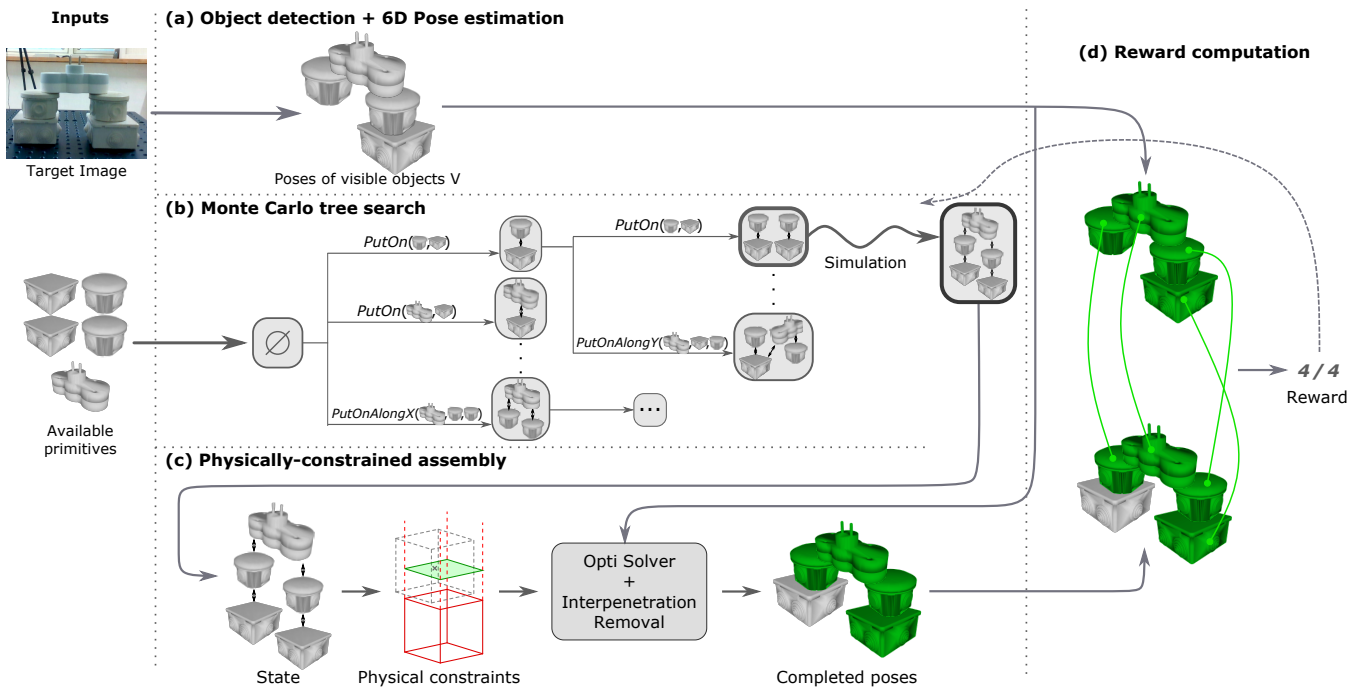 Inputs
(a) Object detection + 6D Pose estimation
(d) Reward computation
Target Image
Poses of visible objects V
(b) Monte Carlo tree search
PutOn( , )
PutOn( , )
Simulation
PutOn( , )
PutOnAlongY( , , )
∅
PutOnAlongX( , , )
...
4/4
Reward
Available
primitives
(c) Physically-constrained assembly
Opti Solver
+
Interpenetration
Removal
State
Physical constraints
Completed poses